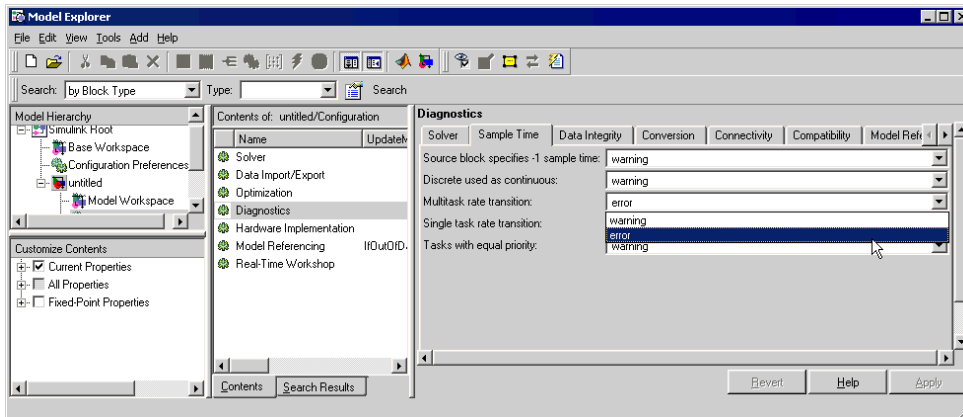 Model Explorer
File Edit View Tools Add Help
Search: by Block Type Type: Search
Model Hierarchy
Simulink Root
Base Workspace
Configuration Preferences
untitled
Model Workspace
Customize Contents
Current Properties
All Properties
Fixed-Point Properties
Contents of: untitled/Configuration
Name
Solver
Data Import/Export
Optimization
Diagnostics
Hardware Implementation
Model Referencing IfOutOfD
Real-Time Workshop
Contents Search Results
Diagnostics
Solver Sample Time Data Integrity Conversion Connectivity Compatibility Model
Source block specifies -1 sample time: warning
Discrete used as continuous: warning
Multitask rate transition: error
Single task rate transition: warning
error
Tasks with equal priority: warning
Revert Help Apply